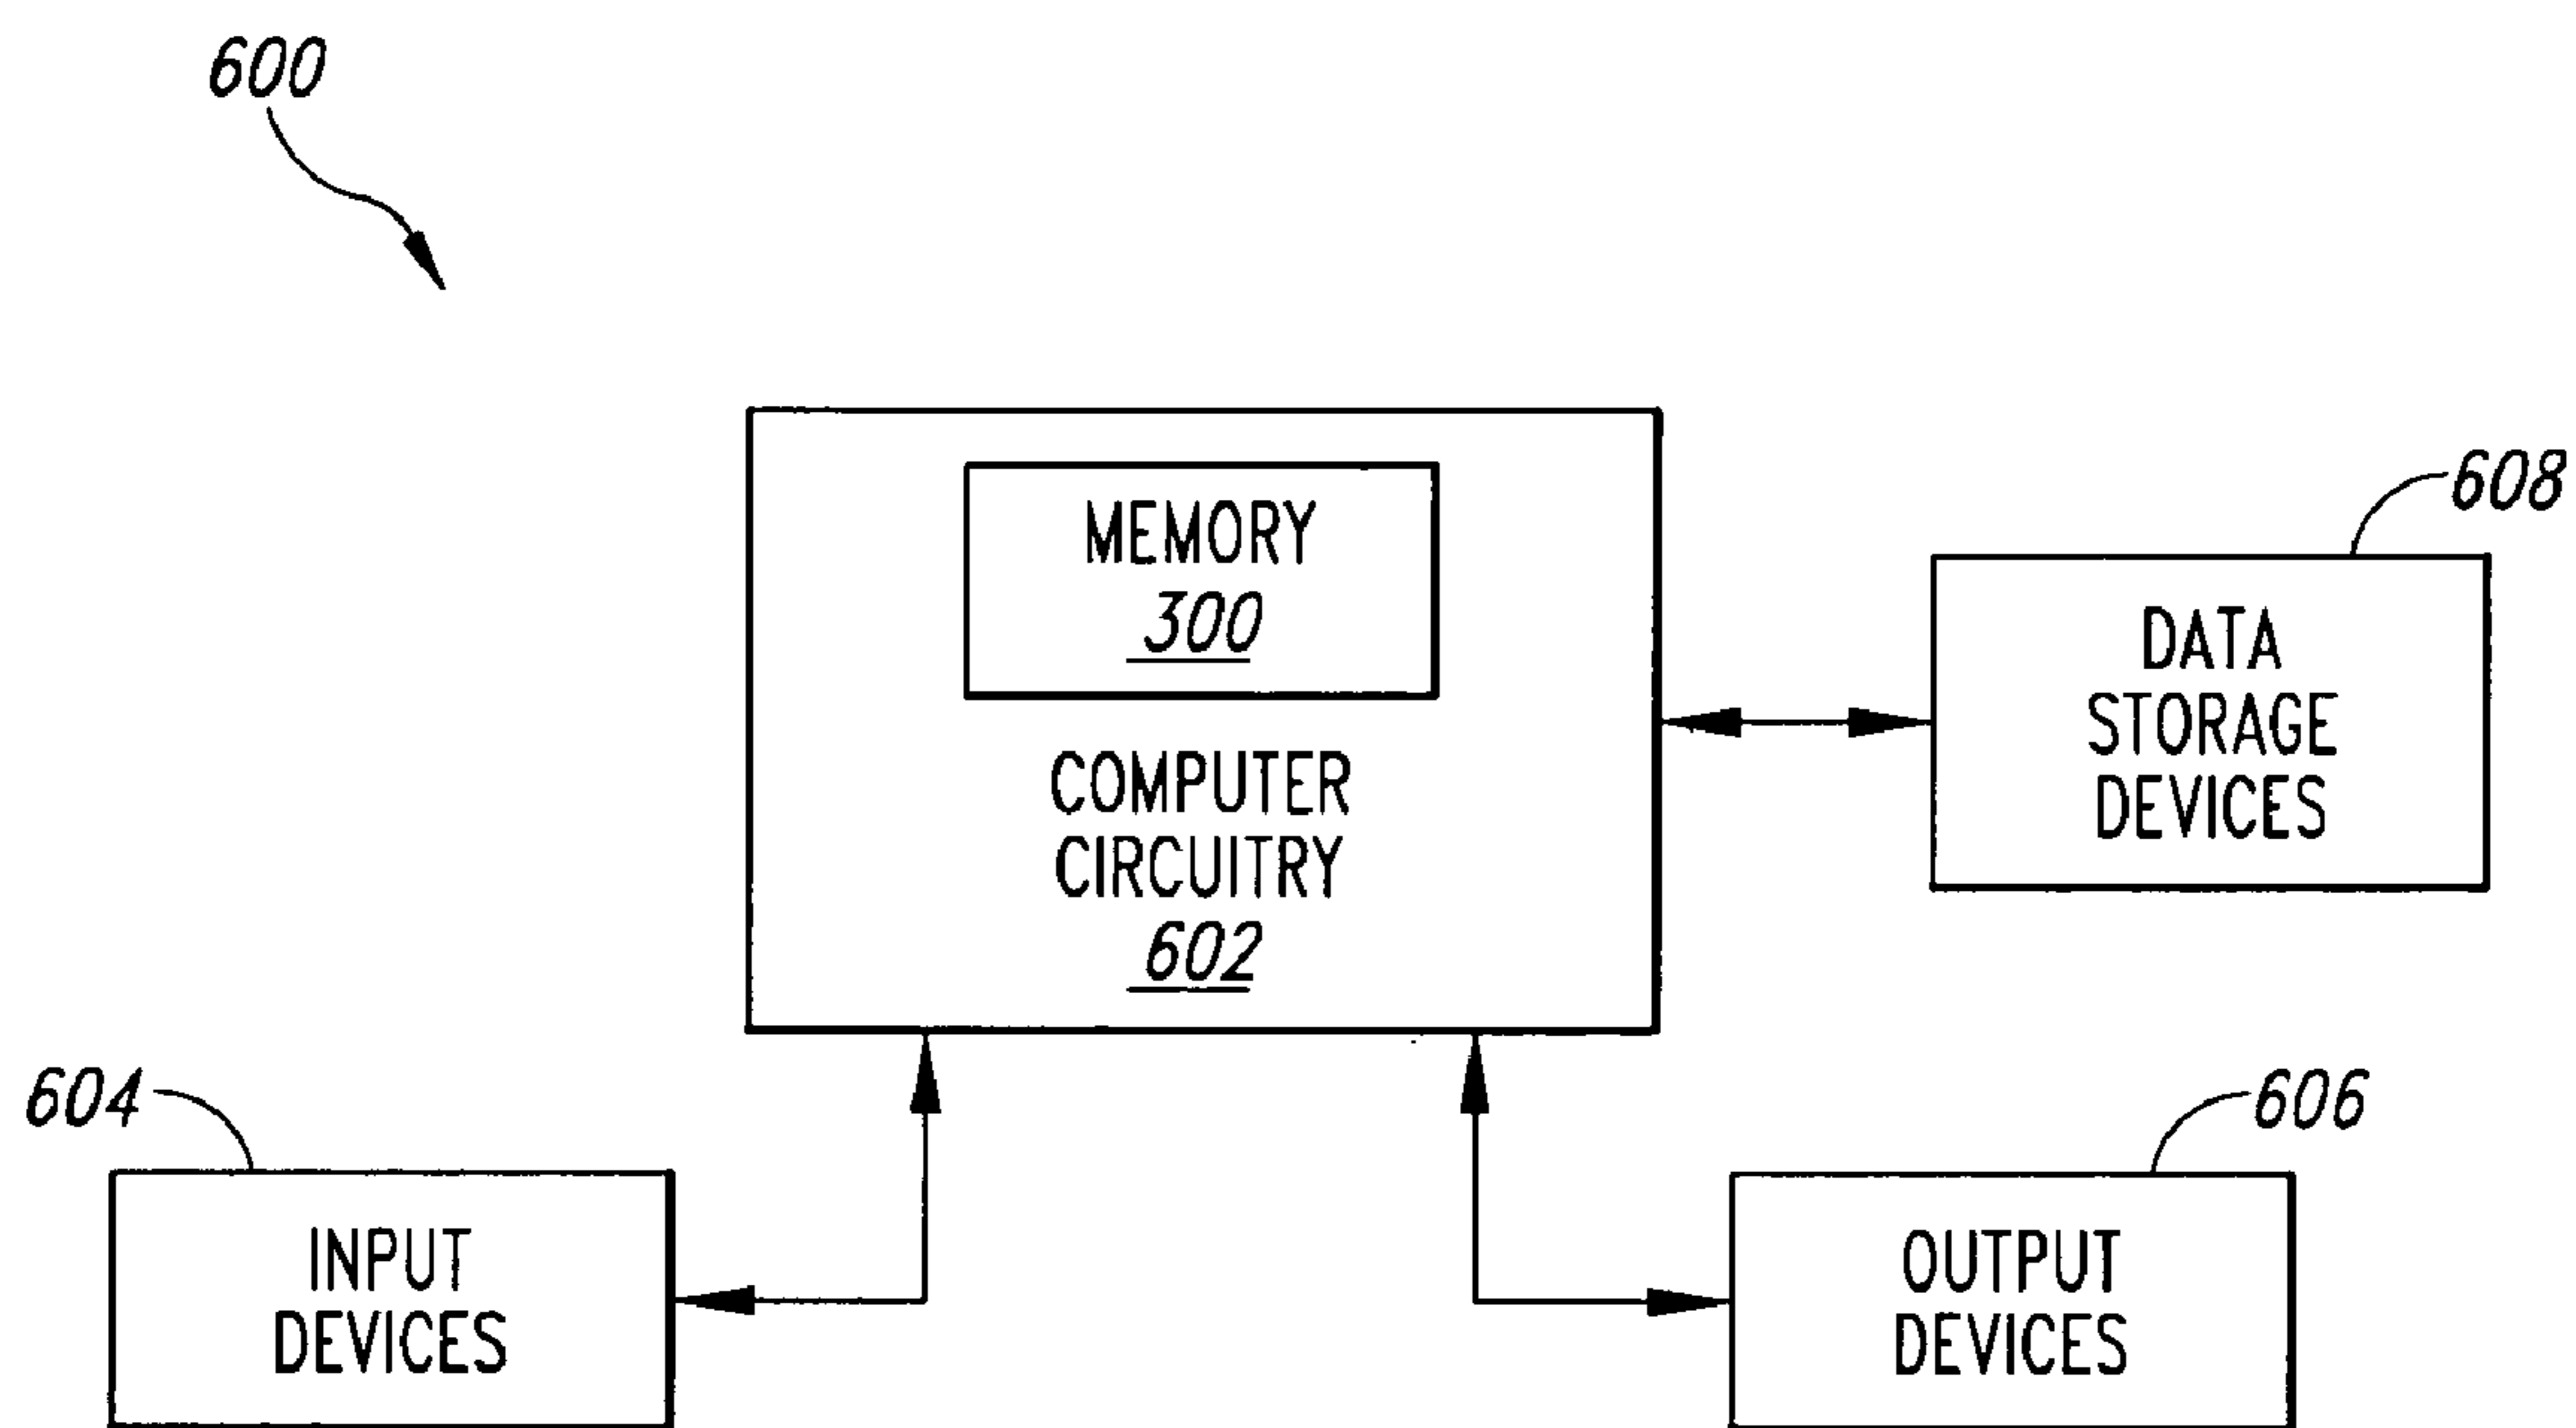 600
MEMORY
300
COMPUTER
CIRCUITRY
602
608
DATA
STORAGE
DEVICES
604
INPUT
DEVICES
606
OUTPUT
DEVICES